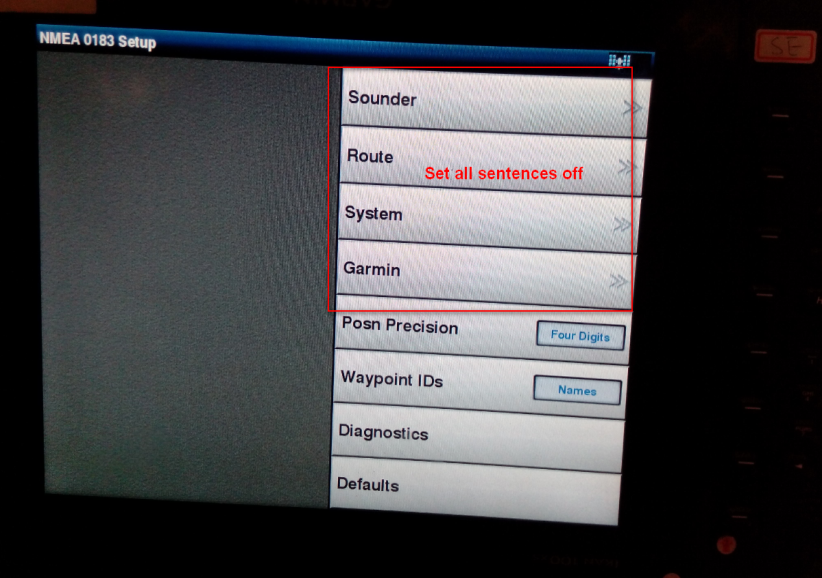 NMEA 0183 Setup
SE
Sounder
Route
Set all sentences off
System
Garmin
Posn Precision
Four Digits
Waypoint IDs
Names
Diagnostics
Defaults